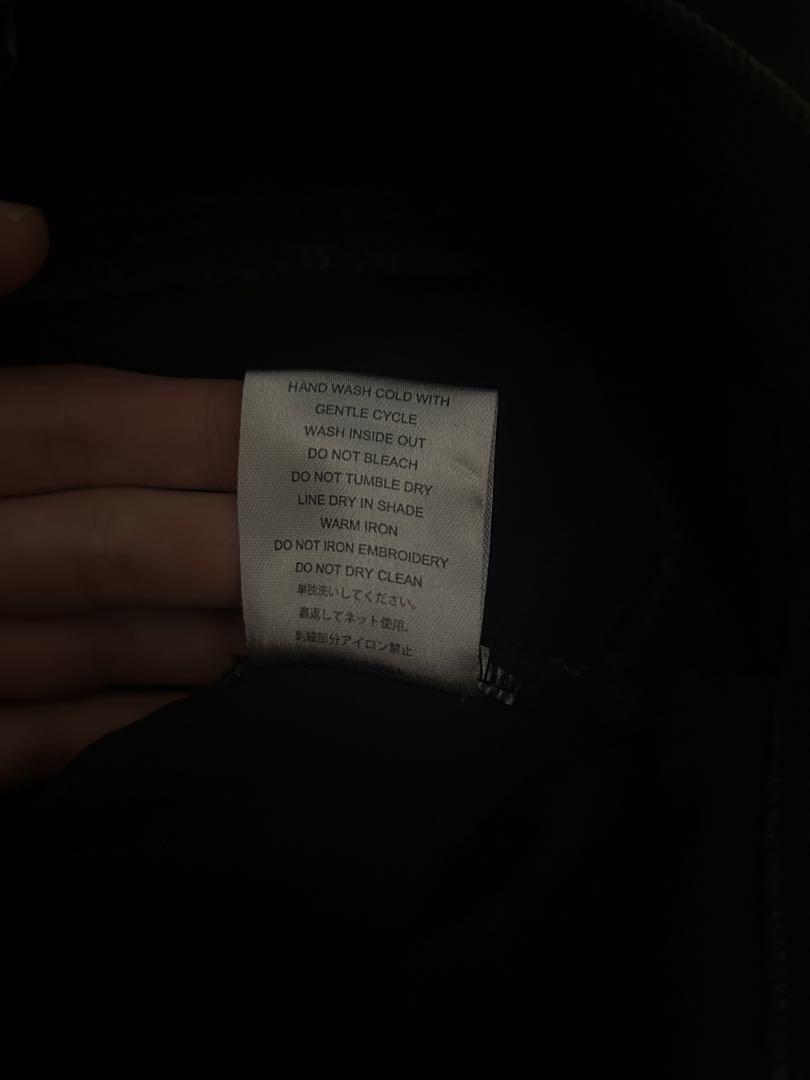 HAND WASH COLD WITH
GENTLE CYCLE
WASH INSIDE OUT
DO NOT BLEACH
DO NOT TUMBLE DRY
LINE DRY IN SHADE
WARM IRON
DO NOT IRON EMBROIDERY
DO NOT DRY CLEAN
単独洗いしてください。
裏返してネット使用。
刺繍部分アイロン禁止